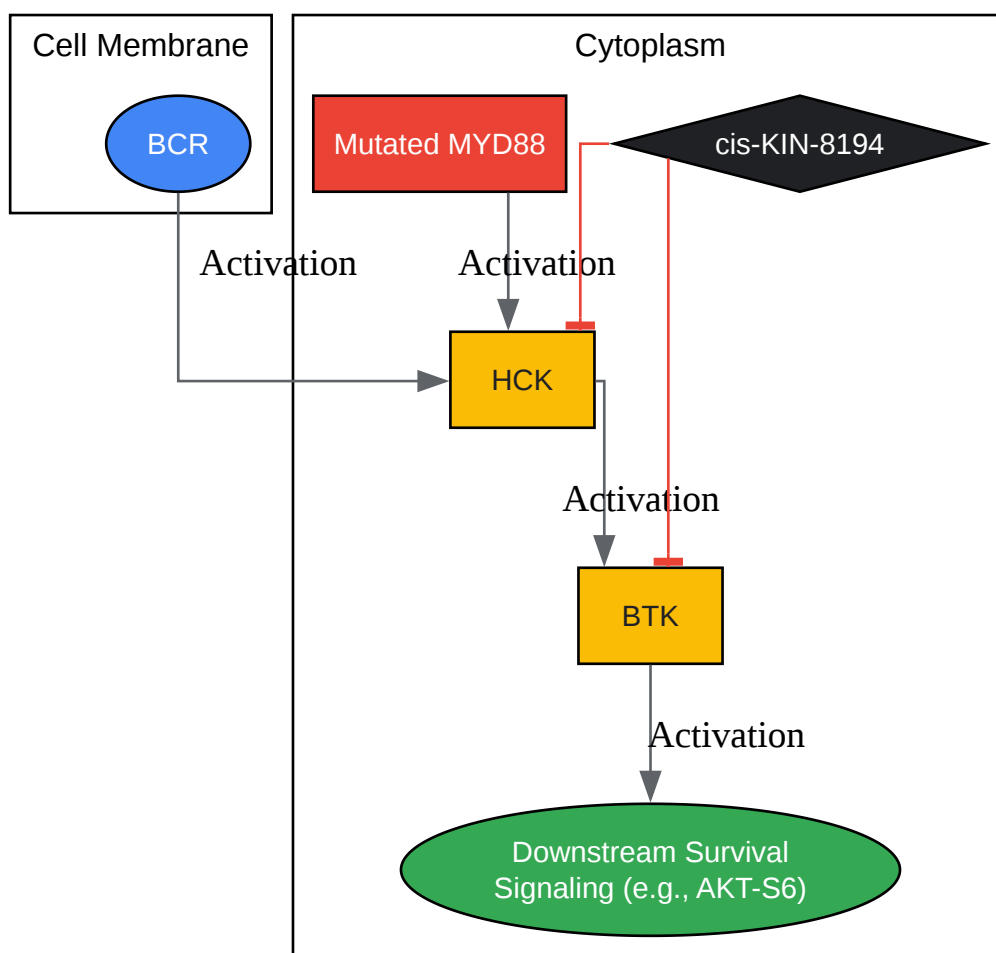 Cell Membrane
Cytoplasm
BCR
Mutated MYD88
cis-KIN-8194
Activation
Activation
HCK
Activation
BTK
Activation
Downstream Survival
Signaling (e.g., AKT-S6)